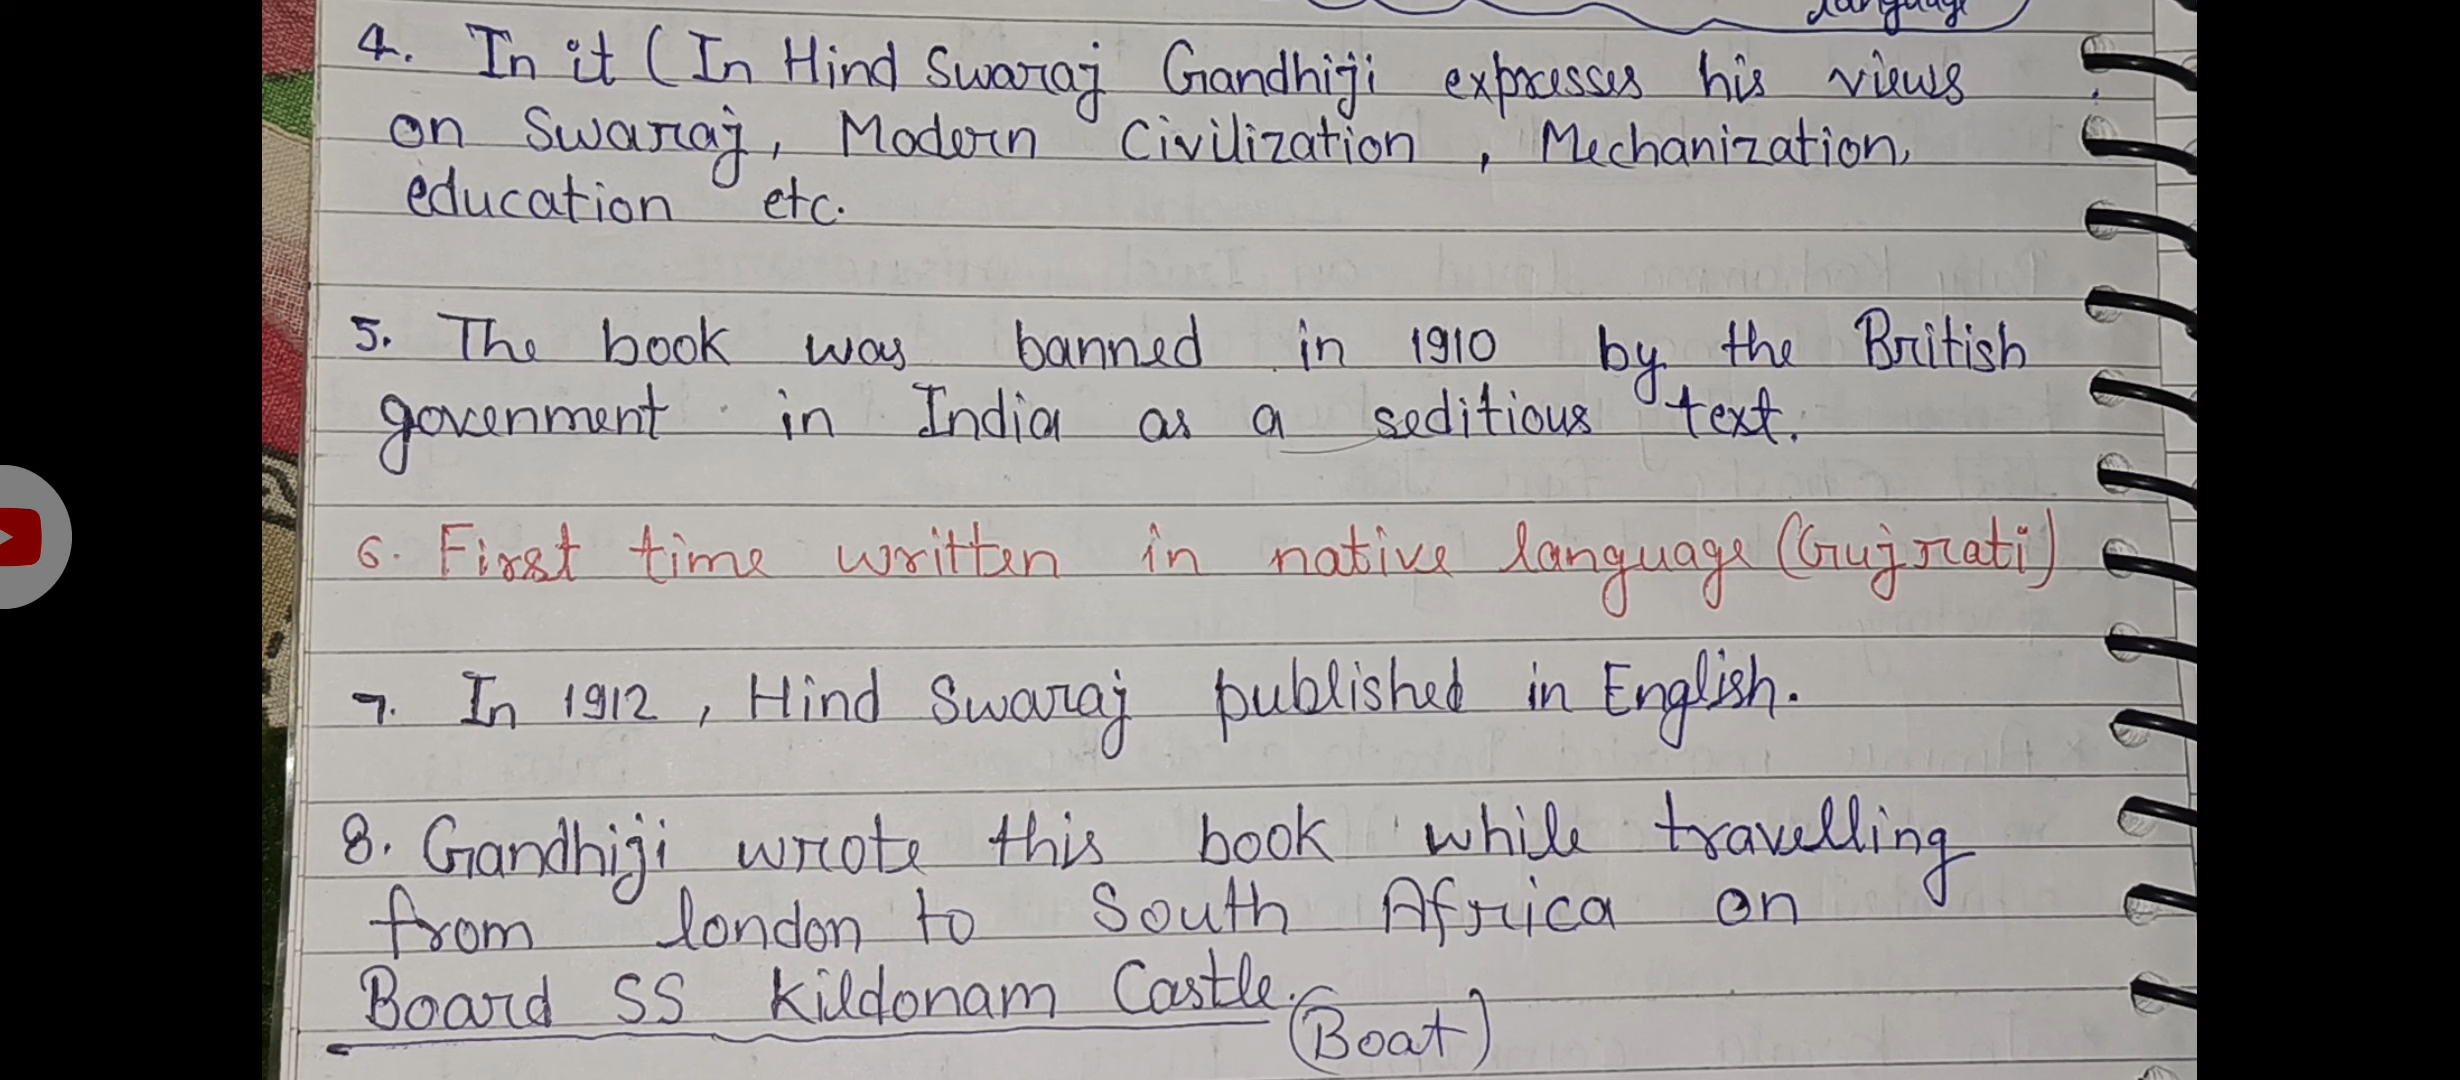 language
4. In it (In Hind Swaraj Gandhiji expresses his views
on Swaraj, Modern Civilization, Mechanization,
education etc.
5. The book was banned in 1910 by the British
govenment in India as a seditious text.
6. First time written in native language (Gujrati)
7. In 1912, Hind Swaraj published in English.
8. Gandhiji wrote this book while travelling
from london to South Africa on
Board SS Kildonam Castle.
(Boat)